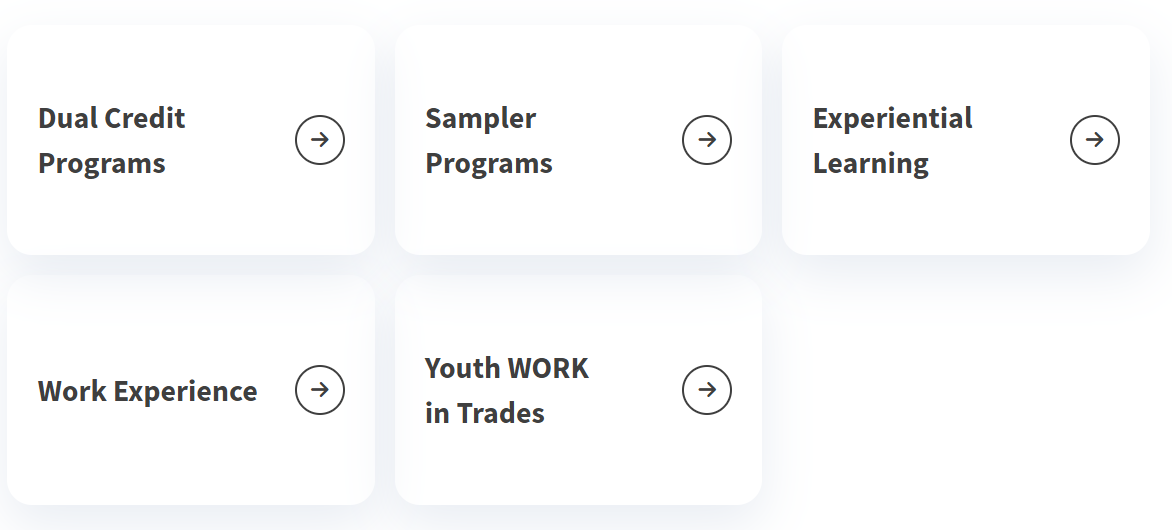 Dual Credit
Programs
Sampler
Programs
Experiential
Learning
Work Experience
Youth WORK
in Trades